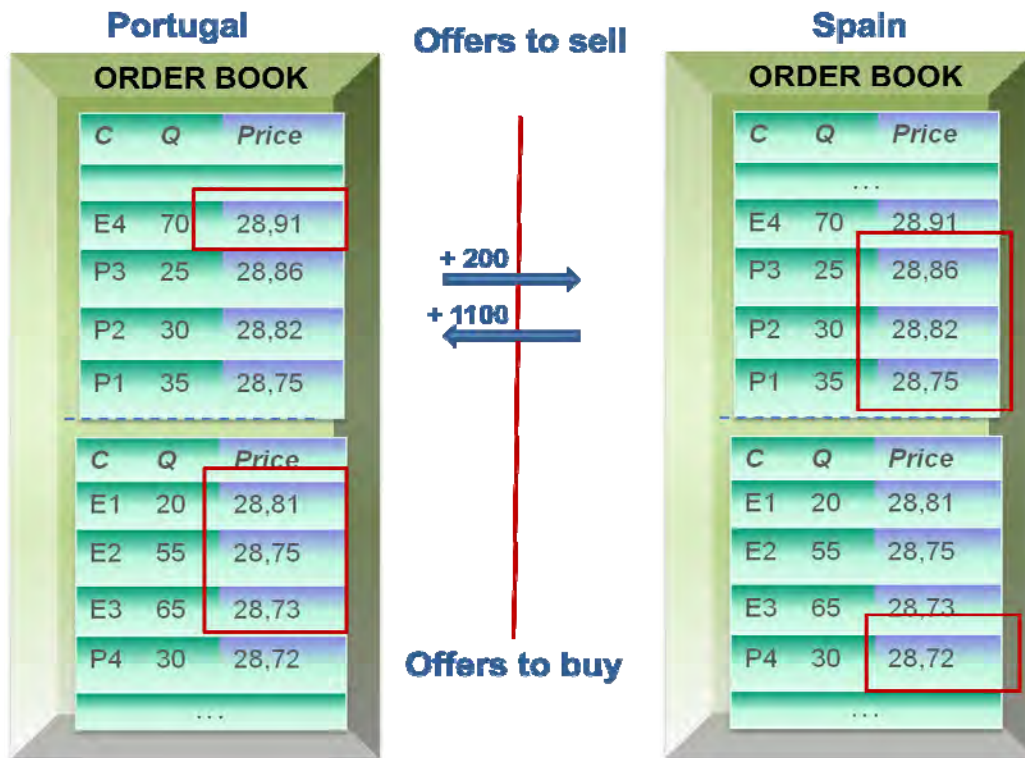 Portugal
ORDER BOOK
C Q Price
E4 70 28,91
P3 25 28,86
P2 30 28,82
P1 35 28,75
C Q Price
E1 20 28,81
E2 55 28,75
E3 65 28,73
P4 30 28,72
...
Offers to sell
+ 200
+ 1100
Offers to buy
Spain
ORDER BOOK
C Q Price
...
E4 70 28,91
P3 25 28,86
P2 30 28,82
P1 35 28,75
C Q Price
E1 20 28,81
E2 55 28,75
E3 65 28,73
P4 30 28,72
...